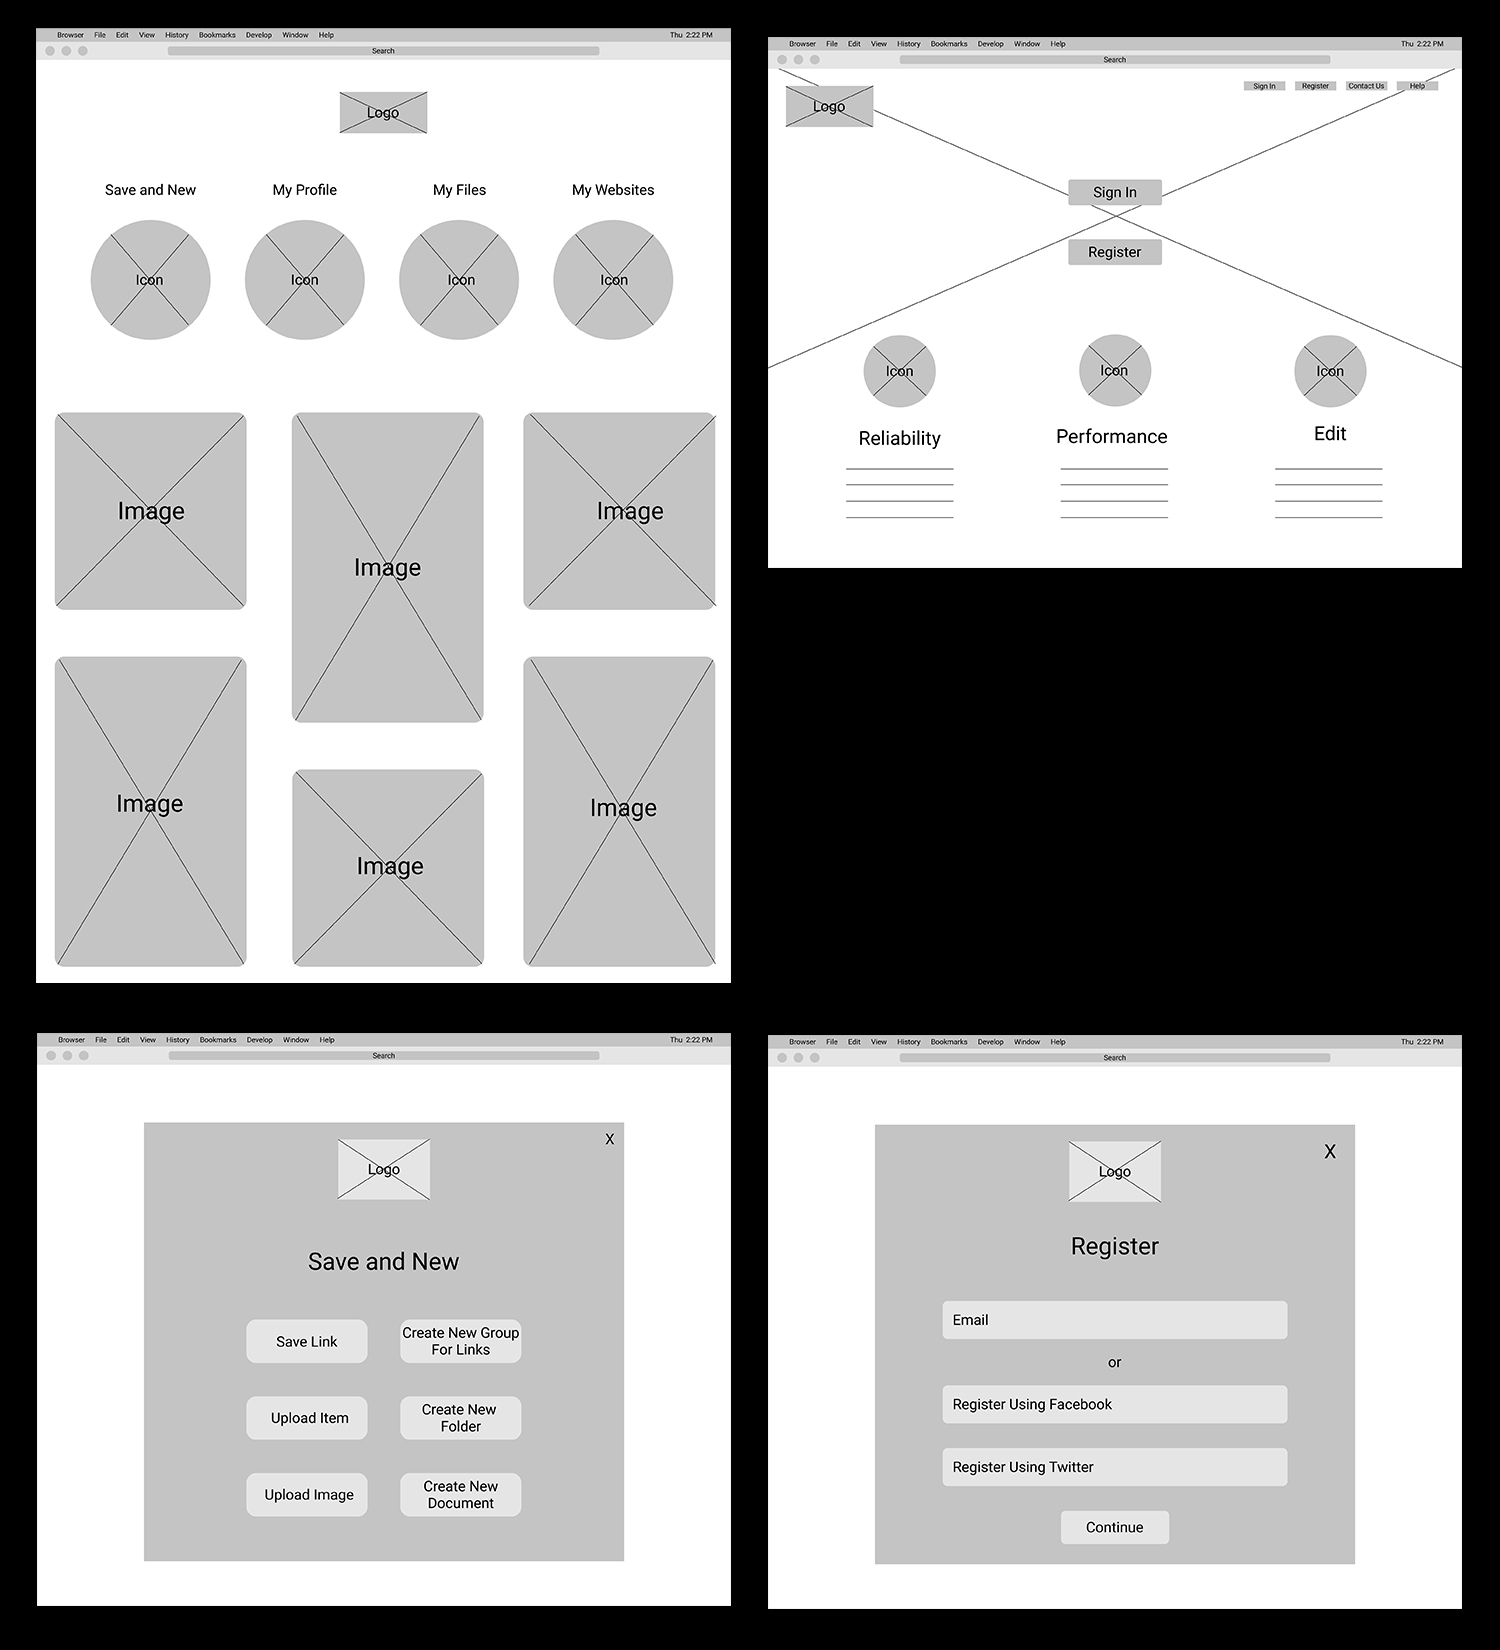 Browser File Edit View History Bookmarks Develop Window Help Thu 2:22 PM
Search
Logo
Save and New My Profile My Files My Websites
Icon Icon Icon Icon
Image Image Image
Image Image Image
Browser File Edit View History Bookmarks Develop Window Help Thu 2:22 PM
Search
Sign In Register Contact Us Help
Logo
Sign In
Register
Icon Icon Icon
Reliability Performance Edit
Browser File Edit View History Bookmarks Develop Window Help Thu 2:22 PM
Search
X
Logo
Save and New
Save Link
Create New Group
For Links
Upload Item
Create New
Folder
Upload Image
Create New
Document
Browser File Edit View History Bookmarks Develop Window Help Thu 2:22 PM
Search
X
Logo
Register
Email
or
Register Using Facebook
Register Using Twitter
Continue